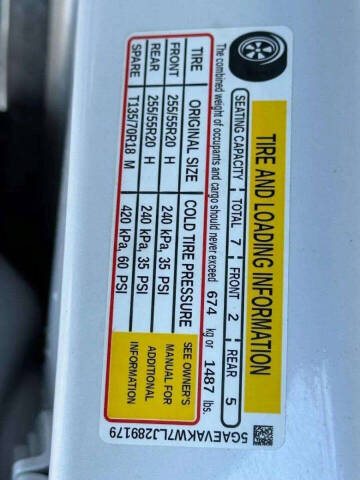 TIRE AND LOADING INFORMATION
SEATING CAPACITY TOTAL 7 FRONT 2 REAR 5
The combined weight of occupants and cargo should never exceed 674 kg or 1487 lbs.
TIRE ORIGINAL SIZE COLD TIRE PRESSURE
FRONT 255/55R20 H 240 kPa, 35 PSI
REAR 255/55R20 H 240 kPa, 35 PSI
SPARE T135/70R18 M 420 kPa, 60 PSI
SEE OWNER'S
MANUAL FOR
ADDITIONAL
INFORMATION
5GAEVAKW7LJ289179